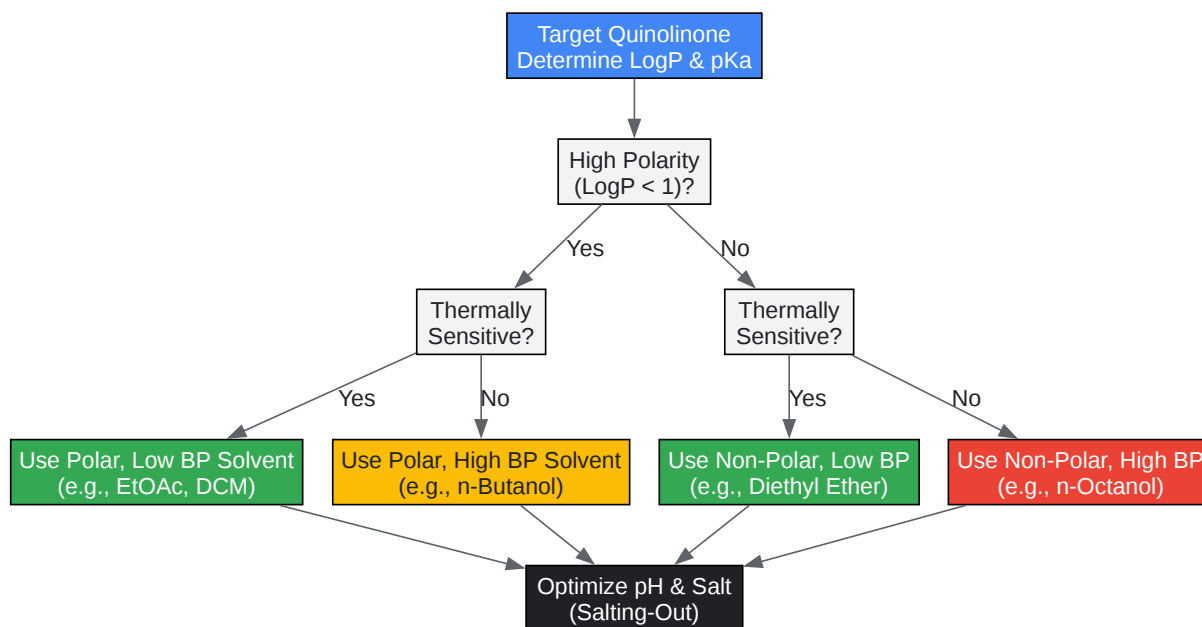 Target Quinolinone
Determine LogP & pKa
High Polarity
(LogP < 1)?
Yes
No
Thermally
Sensitive?
Thermally
Sensitive?
Yes
No
Yes
No
Use Polar, Low BP Solvent
(e.g., EtOAc, DCM)
Use Polar, High BP Solvent
(e.g., n-Butanol)
Use Non-Polar, Low BP
(e.g., Diethyl Ether)
Use Non-Polar, High BP
(e.g., n-Octanol)
Optimize pH & Salt
(Salting-Out)